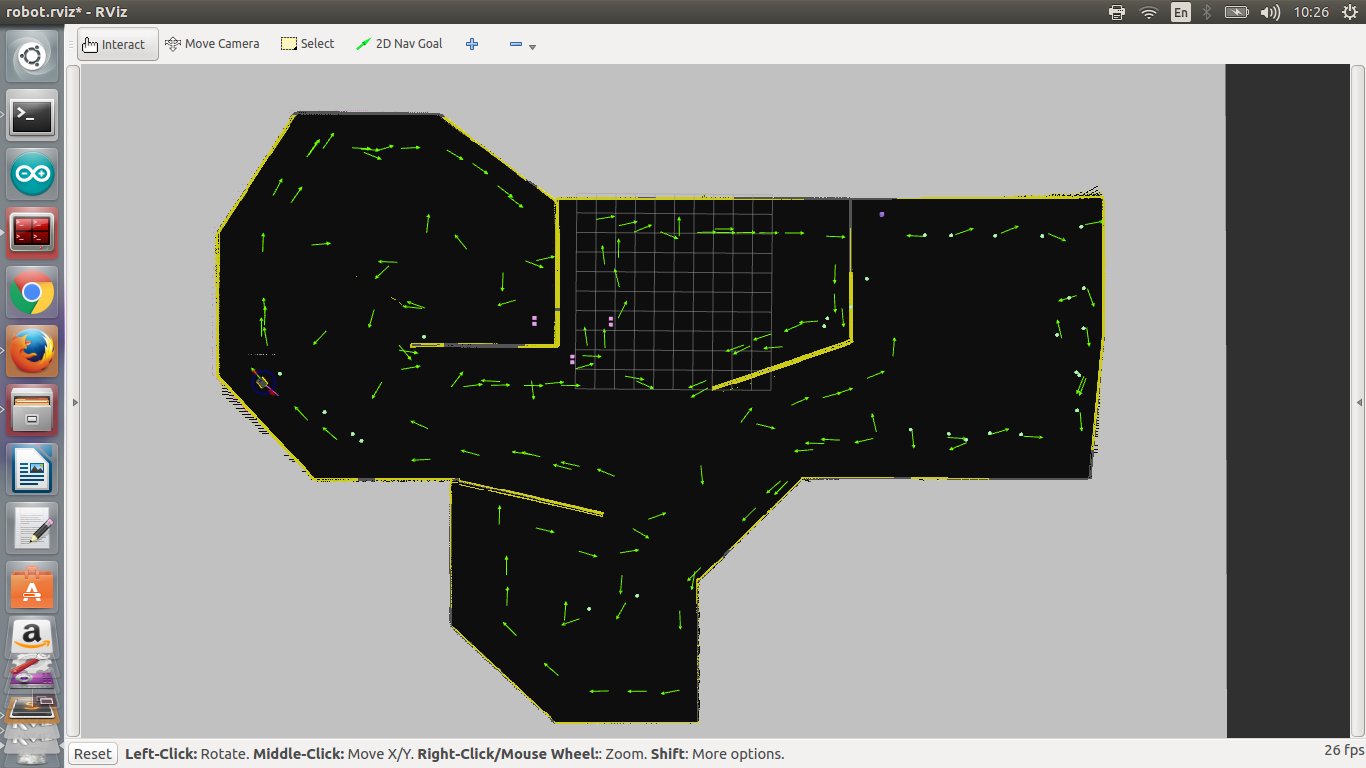 robot.rviz* - RViz
En
10:26
Interact
Move Camera
Select
2D Nav Goal
Reset
Left-Click: Rotate. Middle-Click: Move X/Y. Right-Click/Mouse Wheel:: Zoom. Shift: More options.
26 fps